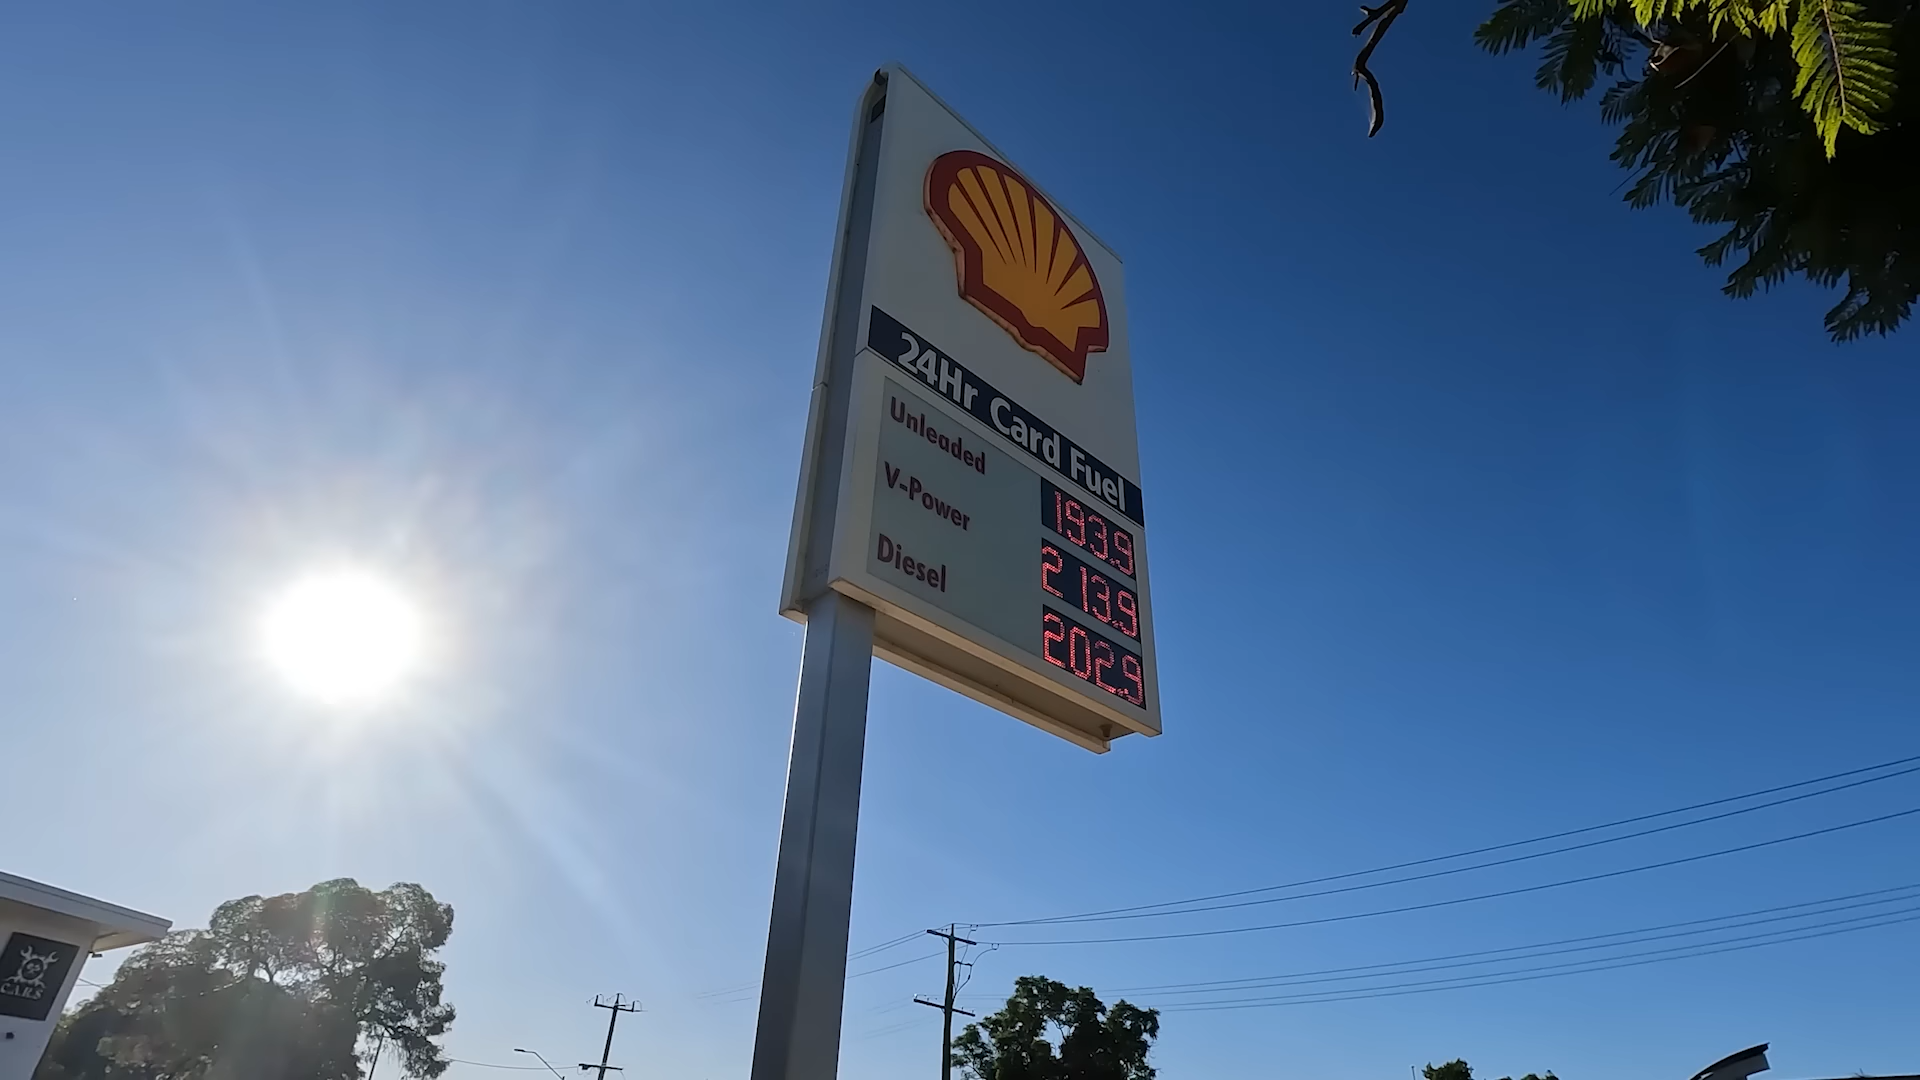 24Hr Card Fuel
Unleaded 193.9
V-Power 213.9
Diesel 202.9
CARS